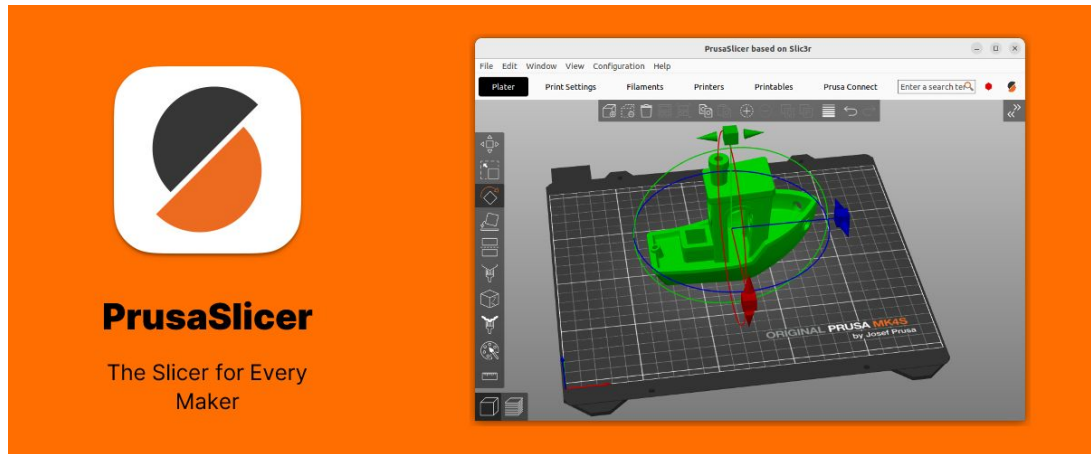 PrusaSlicer
The Slicer for Every
Maker
PrusaSlicer based on Slic3r
File Edit Window View Configuration Help
Plater Print Settings Filaments Printers Printables Prusa Connect Enter a search ter
ORIGINAL PRUSA MK4S
by Josef Prusa